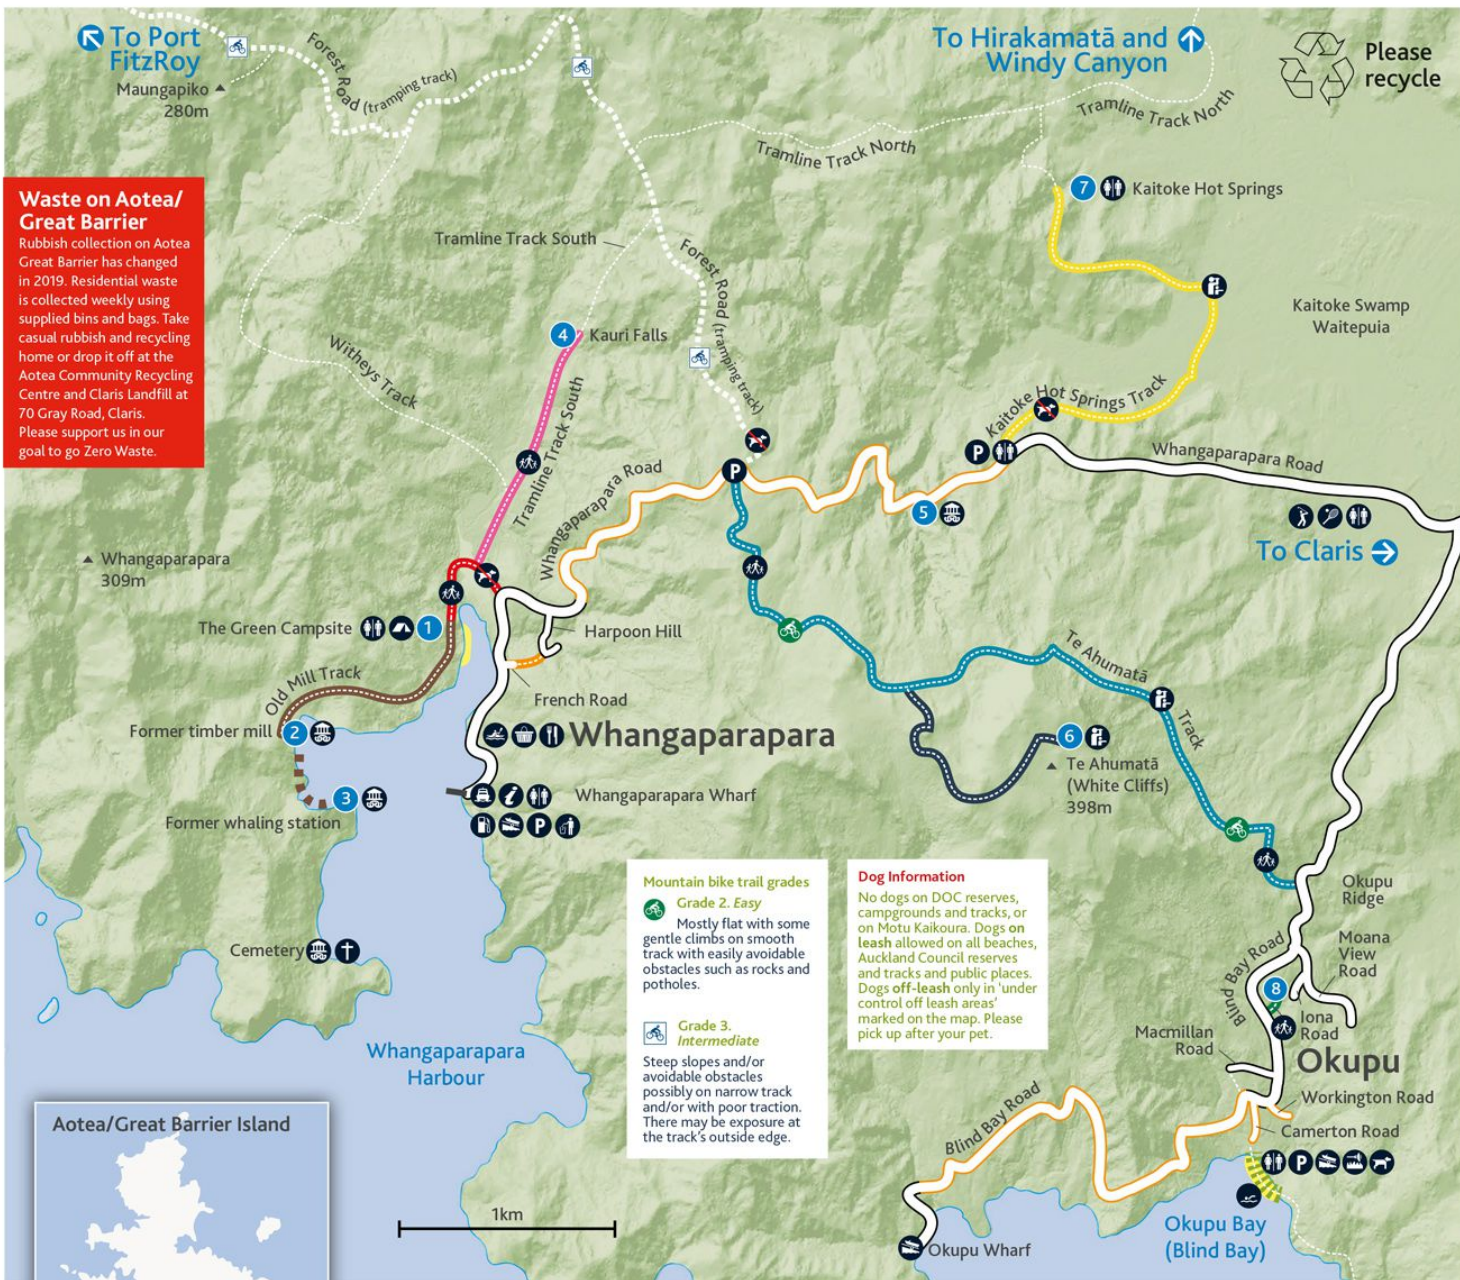 To Port
FitzRoy
Maungapiko
280m
Forest Road (tramping track)
To Hirakamatā and
Windy Canyon
Please
recycle
Tramline Track North
Tramline Track North
Waste on Aotea/
Great Barrier
Rubbish collection on Aotea
Great Barrier has changed
in 2019. Residential waste
is collected weekly using
supplied bins and bags. Take
casual rubbish and recycling
home or drop it off at the
Aotea Community Recycling
Centre and Claris Landfill at
70 Gray Road, Claris.
Please support us in our
goal to go Zero Waste.
7
Kaitoke Hot Springs
Tramline Track South
Forest Road (tramping track)
Kaitoke Swamp
Waitepuia
4
Kauri Falls
Witheys Track
Tramline Track South
Kaitoke Hot Springs Track
P
Whangaparapara Road
Whangaparapara Road
P
5
To Claris
Whangaparapara
309m
The Green Campsite
1
Harpoon Hill
Te Ahumatā
Track
Old Mill Track
French Road
Former timber mill
2
Whangaparapara
6
Te Ahumatā
(White Cliffs)
398m
3
i
Whangaparapara Wharf
P
Former whaling station
Mountain bike trail grades
Grade 2. Easy
Mostly flat with some
gentle climbs on smooth
track with easily avoidable
obstacles such as rocks and
potholes.
Grade 3.
Intermediate
Steep slopes and/or
avoidable obstacles
possibly on narrow track
and/or with poor traction.
There may be exposure at
the track's outside edge.
Dog Information
No dogs on DOC reserves,
campgrounds and tracks, or
on Motu Kaikoura. Dogs on
leash allowed on all beaches,
Auckland Council reserves
and tracks and public places.
Dogs off-leash only in 'under
control off leash areas'
marked on the map. Please
pick up after your pet.
Okupu
Ridge
Cemetery
Blind Bay Road
Moana
View
Road
8
Iona
Road
Macmillan
Road
Okupu
Whangaparapara
Harbour
Workington Road
Blind Bay Road
Camerton Road
P
Aotea/Great Barrier Island
1km
Okupu Bay
(Blind Bay)
Okupu Wharf